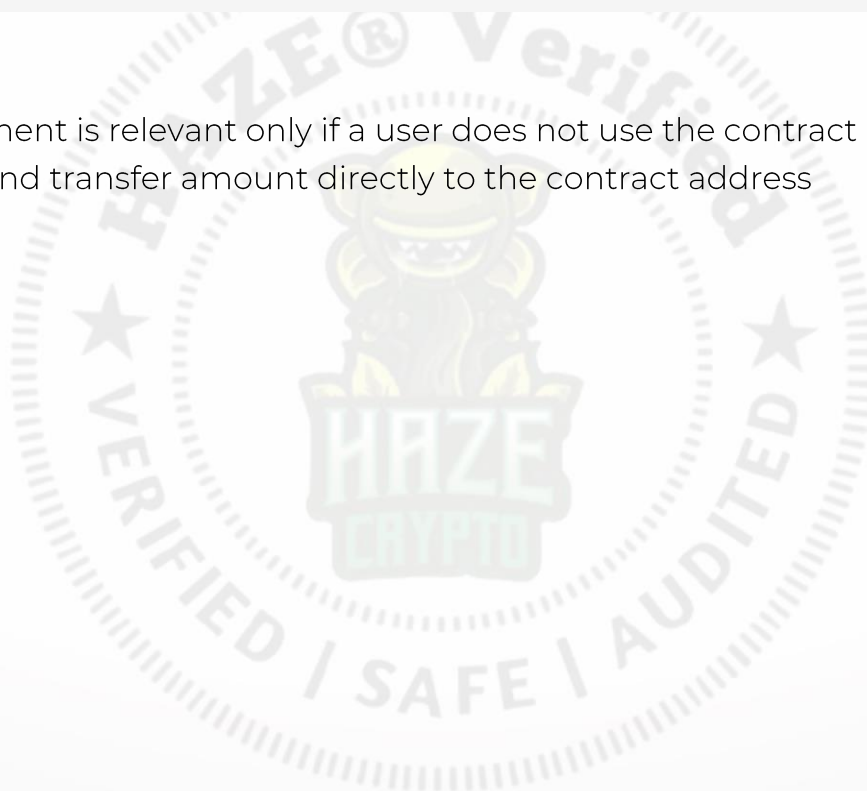 HAZE® Verified
nent is relevant only if a user does not use the contract
nd transfer amount directly to the contract address
HAZE
CRYPTO
VERIFIED | SAFE | AUDITED